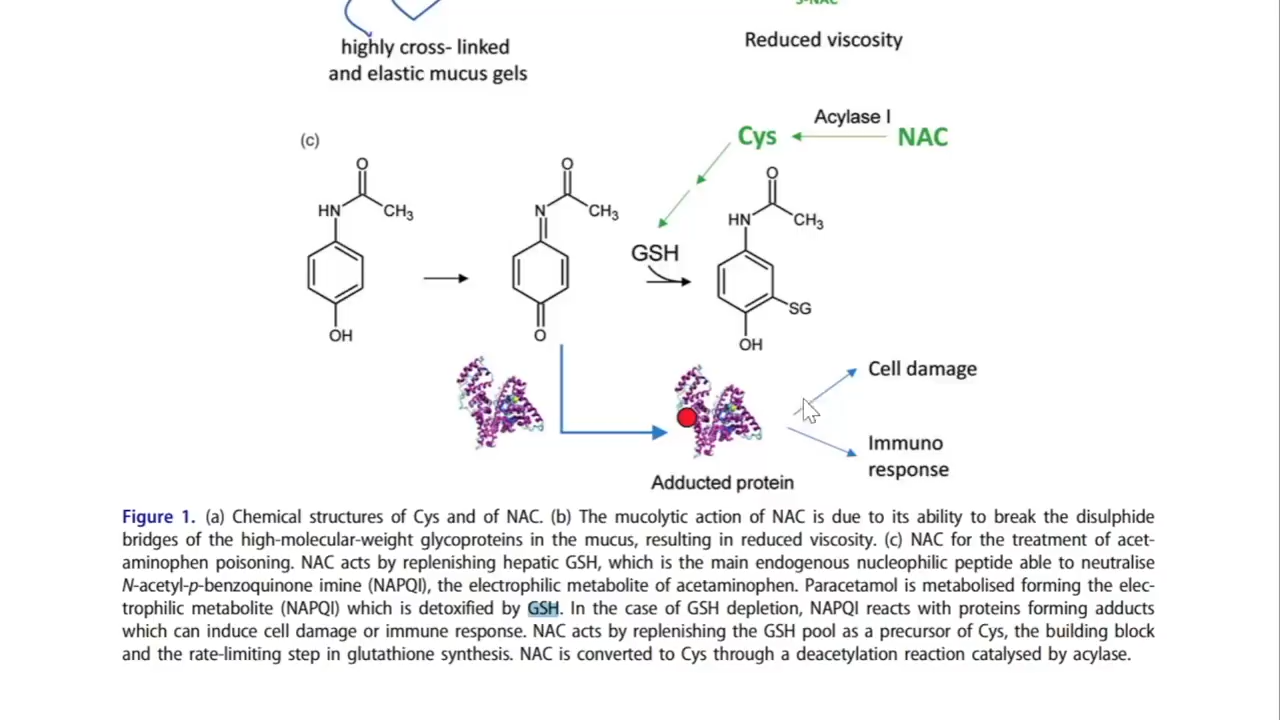 S-NAC
highly cross- linked
and elastic mucus gels
Reduced viscosity
(c)
Acylase I
Cys
NAC
O
HN
CH3
OH
O
N
CH3
O
GSH
O
HN
CH3
SG
OH
Cell damage
Immuno
response
Adducted protein
Figure 1. (a) Chemical structures of Cys and of NAC. (b) The mucolytic action of NAC is due to its ability to break the disulphide
bridges of the high-molecular-weight glycoproteins in the mucus, resulting in reduced viscosity. (c) NAC for the treatment of acet-
aminophen poisoning. NAC acts by replenishing hepatic GSH, which is the main endogenous nucleophilic peptide able to neutralise
N-acetyl-p-benzoquinone imine (NAPQI), the electrophilic metabolite of acetaminophen. Paracetamol is metabolised forming the elec-
trophilic metabolite (NAPQI) which is detoxified by GSH. In the case of GSH depletion, NAPQI reacts with proteins forming adducts
which can induce cell damage or immune response. NAC acts by replenishing the GSH pool as a precursor of Cys, the building block
and the rate-limiting step in glutathione synthesis. NAC is converted to Cys through a deacetylation reaction catalysed by acylase.